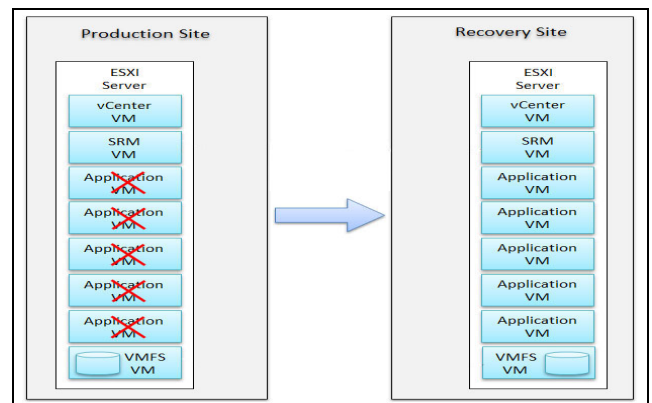 Production Site
ESXI
Server
vCenter
VM
SRM
VM
Application
VM
Application
VM
Application
VM
Application
VM
Application
VM
VMFS
VM
Recovery Site
ESXI
Server
vCenter
VM
SRM
VM
Application
VM
Application
VM
Application
VM
Application
VM
Application
VM
VMFS
VM